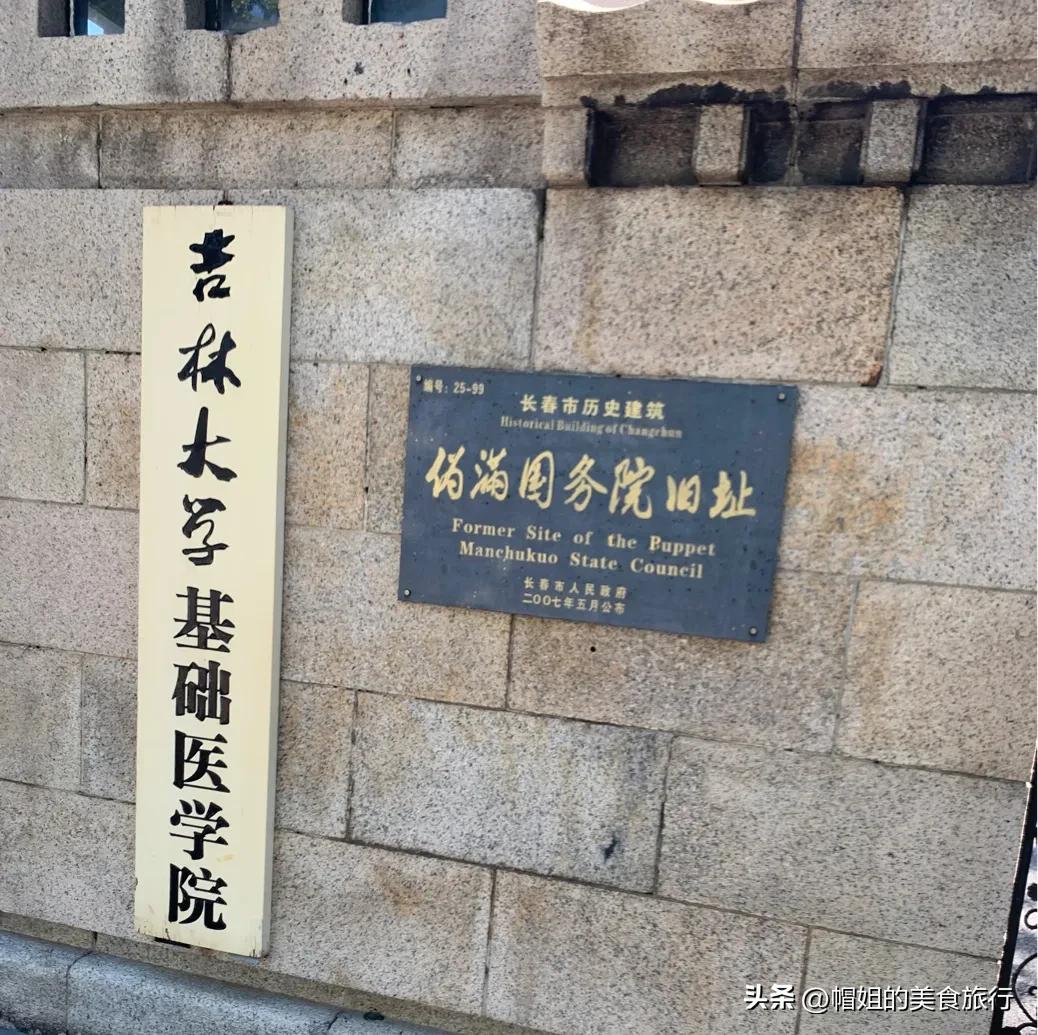 吉林大学基础医学院
编号：25-99
长春市历史建筑
Historical Building of Changchun
伪满国务院旧址
Former Site of the Puppet
Manchukuo State Council
长春市人民政府
二〇〇七年五月公布
头条 @帽姐的美食旅行